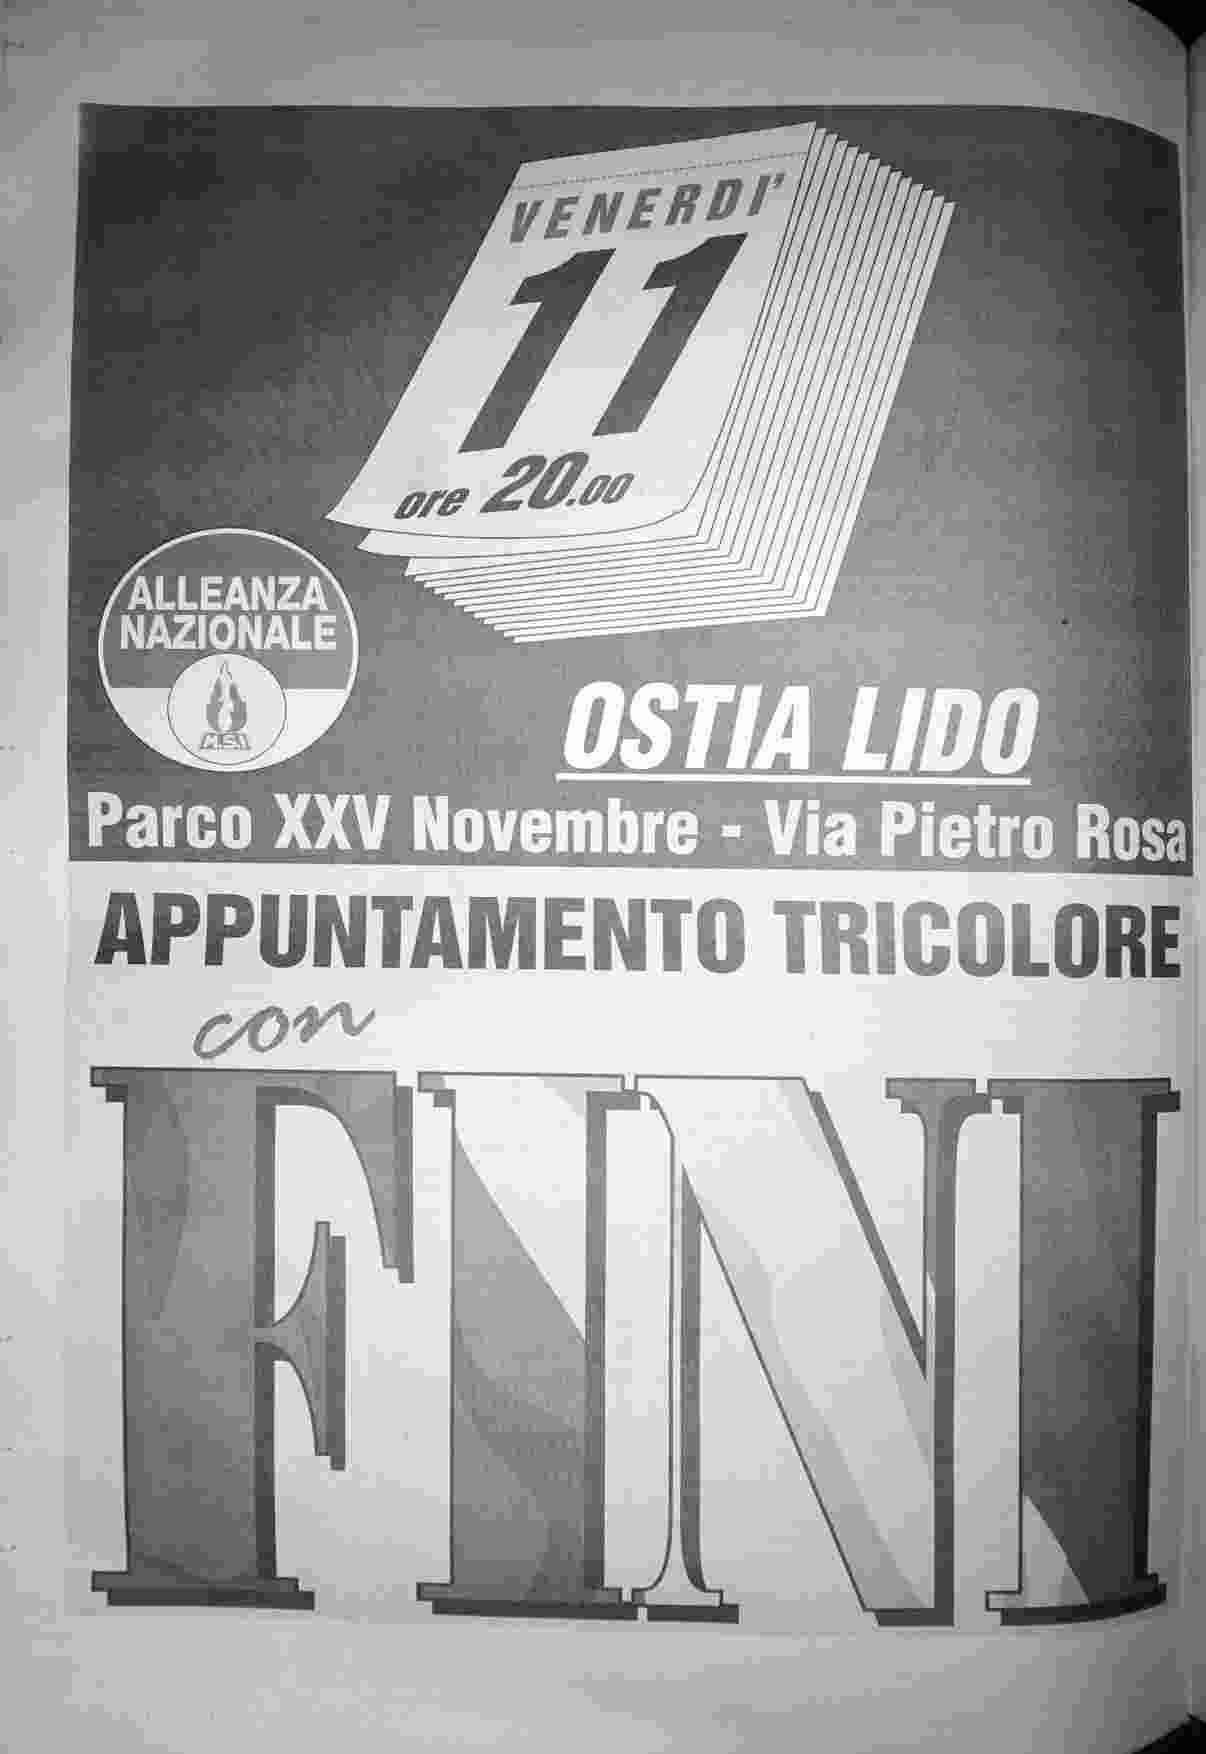 VENERDI'
11
ore 20.00
ALLEANZA
NAZIONALE
M.S.I
OSTIA LIDO
Parco XXV Novembre - Via Pietro Rosa
APPUNTAMENTO TRICOLORE
con
FINI